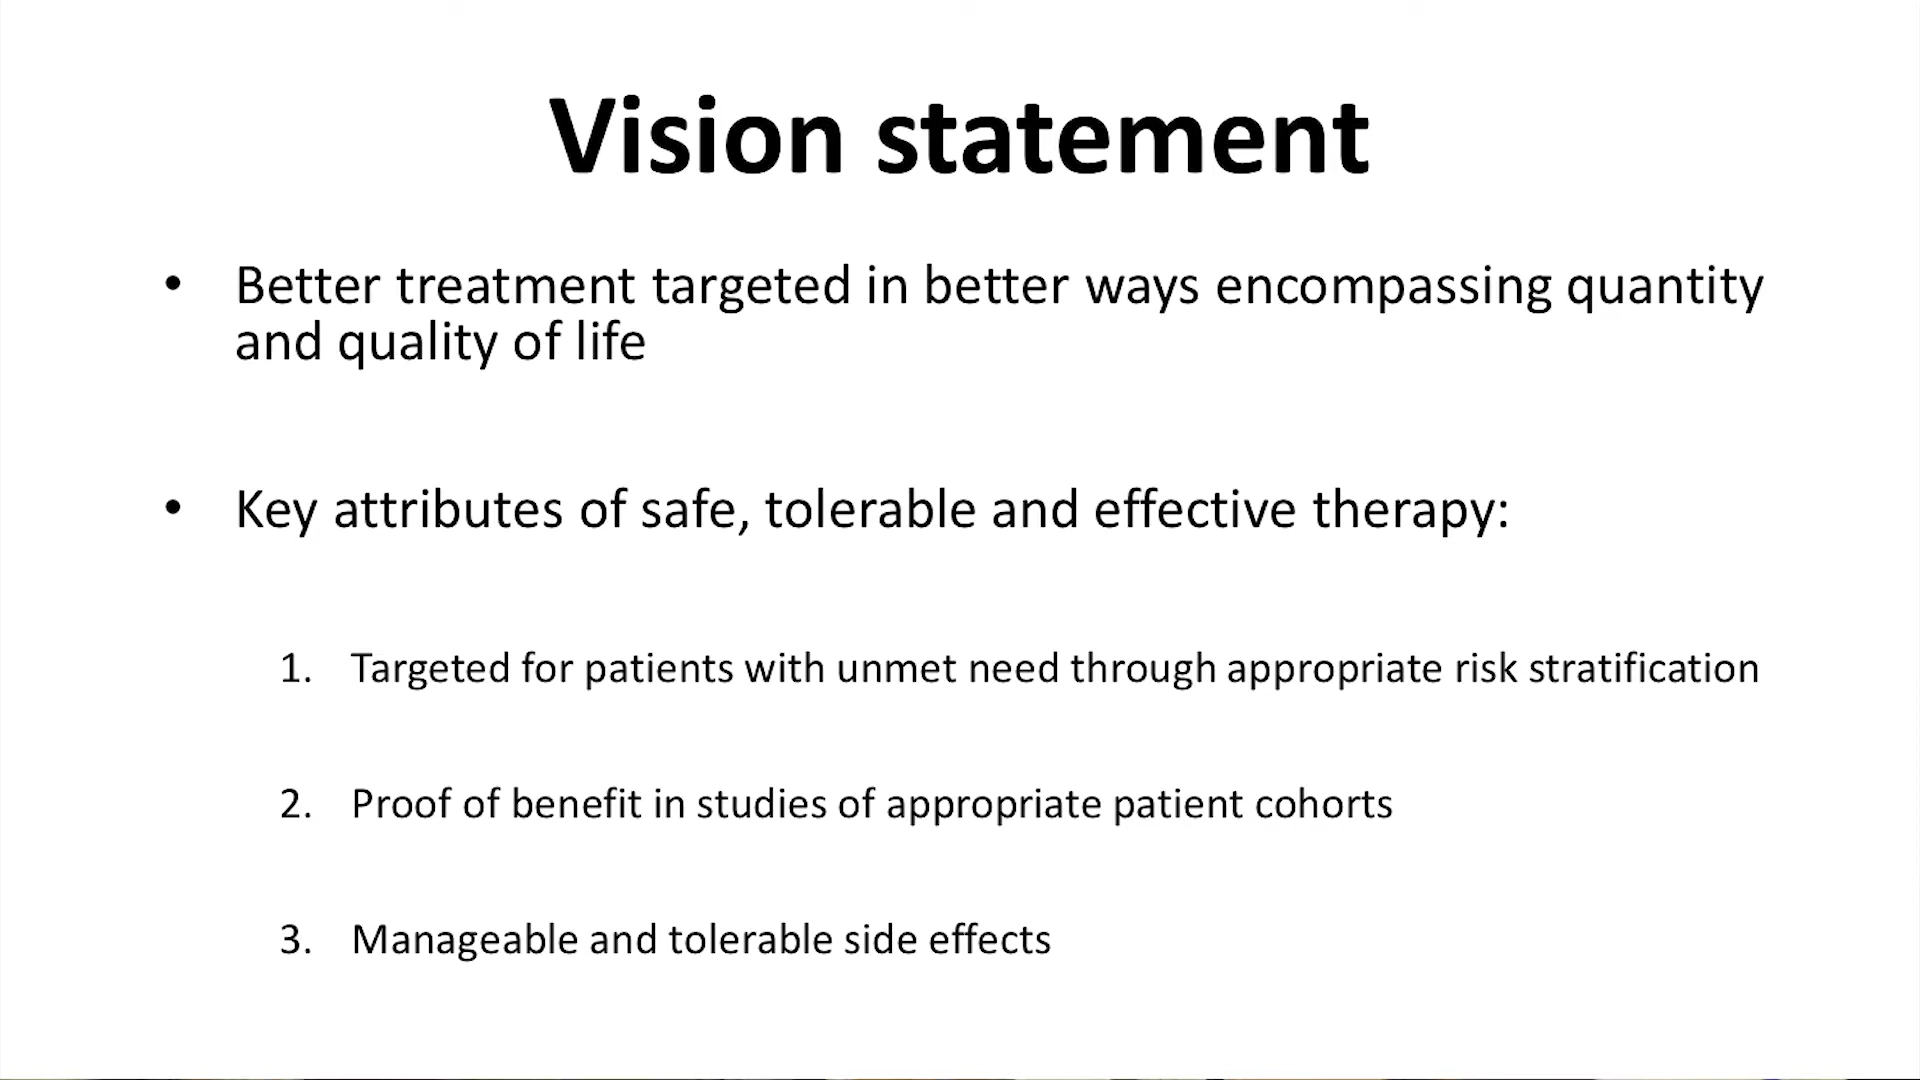 Vision statement
• Better treatment targeted in better ways encompassing quantity
and quality of life
• Key attributes of safe, tolerable and effective therapy:
1. Targeted for patients with unmet need through appropriate risk stratification
2. Proof of benefit in studies of appropriate patient cohorts
3. Manageable and tolerable side effects